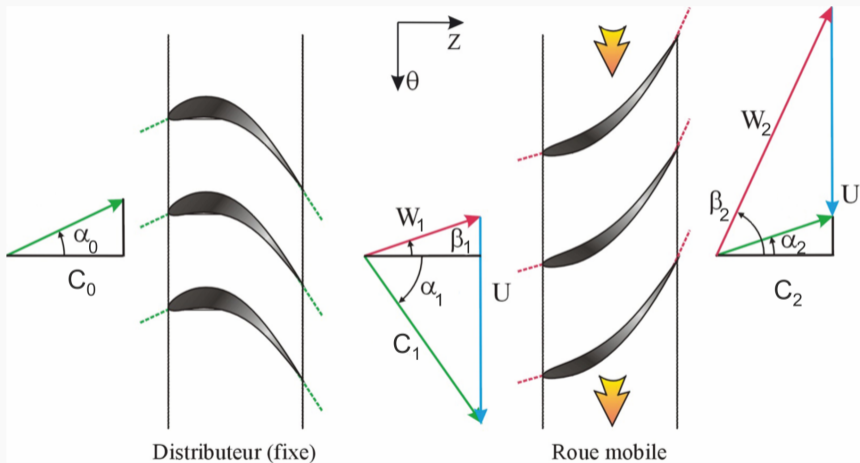 Z
θ
α₀
C₀
W₁
β₁
α₁
U
C₁
W₂
β₂
U
α₂
C₂
Distributeur (fixe)
Roue mobile